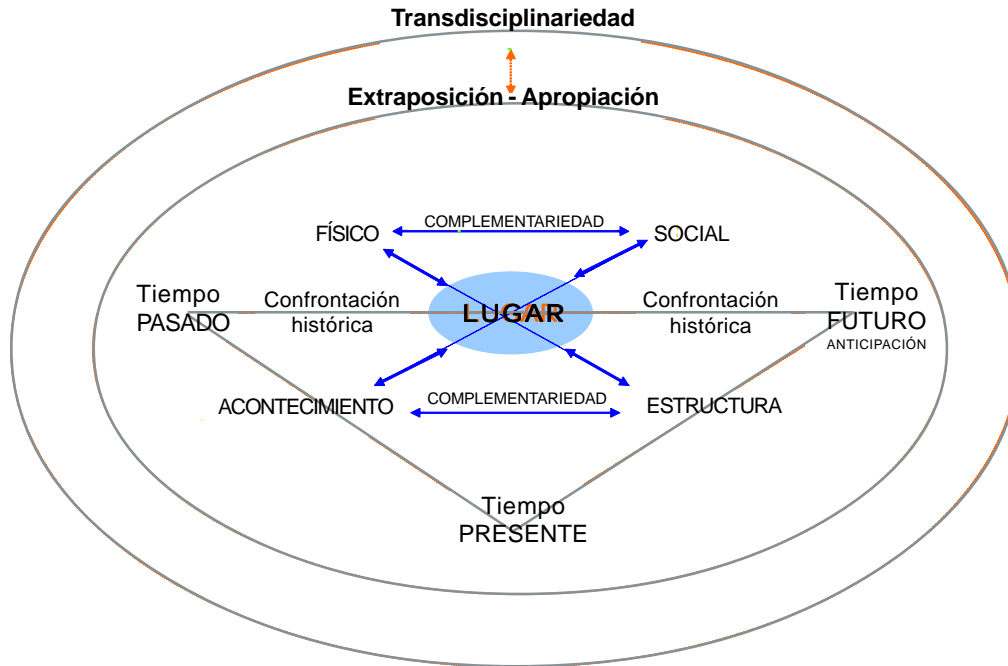 Transdisciplinariedad
Extraposición - Apropiación
FÍSICO
COMPLEMENTARIEDAD
SOCIAL
Tiempo
PASADO
Confrontación
histórica
LUGAR
Confrontación
histórica
Tiempo
FUTURO
ANTICIPACIÓN
ACONTECIMIENTO
COMPLEMENTARIEDAD
ESTRUCTURA
Tiempo
PRESENTE